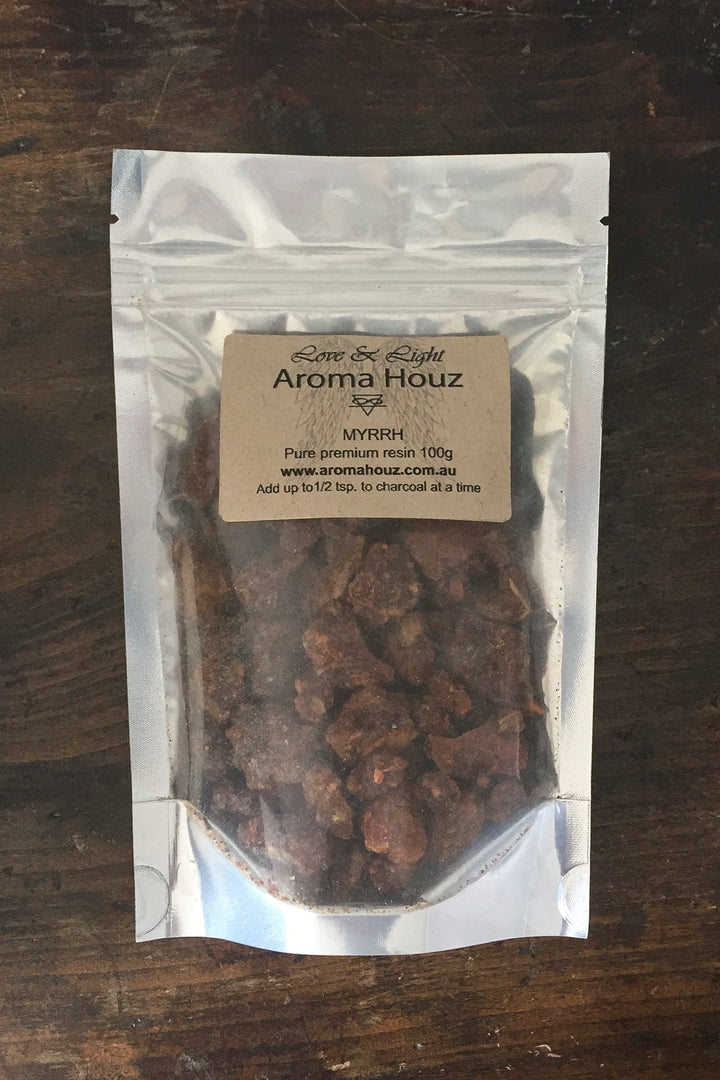 Love & Light
Aroma Houz
MYRRH
Pure premium resin 100g
www.aromahouz.com.au
Add up to1/2 tsp. to charcoal at a time